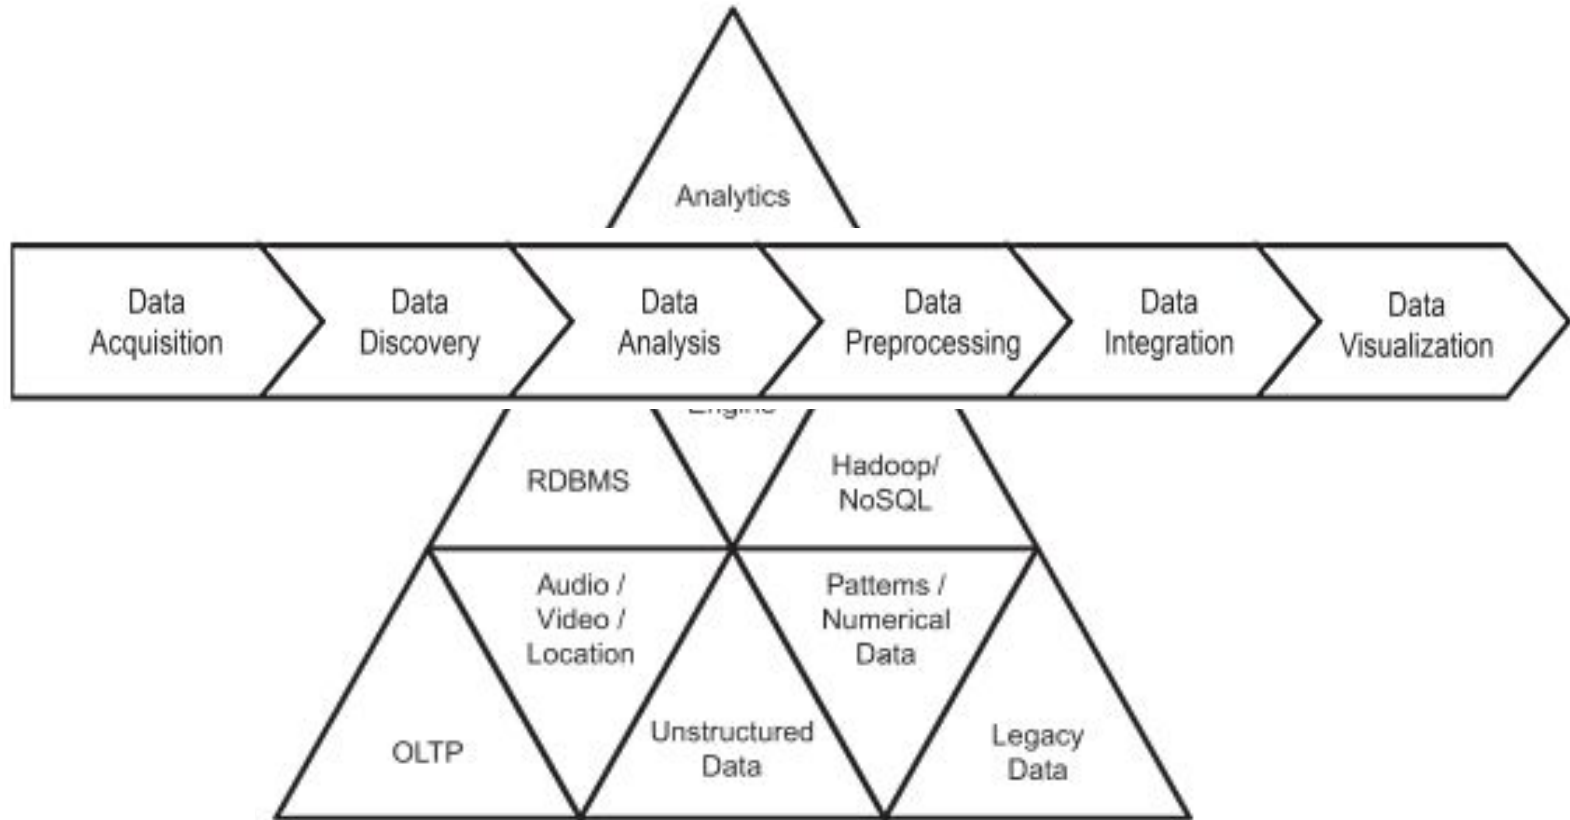 Analytics
Data
Acquisition
Data
Discovery
Data
Analysis
Data
Preprocessing
Data
Integration
Data
Visualization
RDBMS
Hadoop/
NoSQL
Audio /
Video /
Location
Patterns /
Numerical
Data
OLTP
Unstructured
Data
Legacy
Data